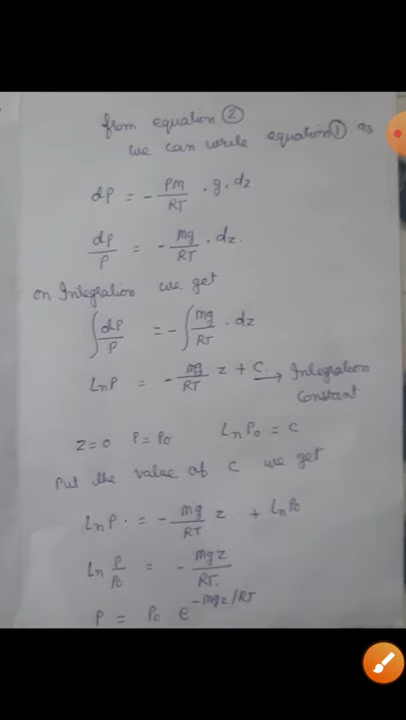 from equation ②
we can write equation ① as
dP = - PM/RT . g. dz
dP/P = - Mg/RT . dz.
on Integration we get
∫ dP/P = - ∫ Mg/RT . dz
LnP = - Mg/RT z + C. → Integration Constant
z=0 P=P0 LnP0 = C
Put the value of C we get
LnP. = - Mg/RT z + LnP0
Ln P/P0 = - Mgz/RT.
P = P0 e^-Mgz/RT